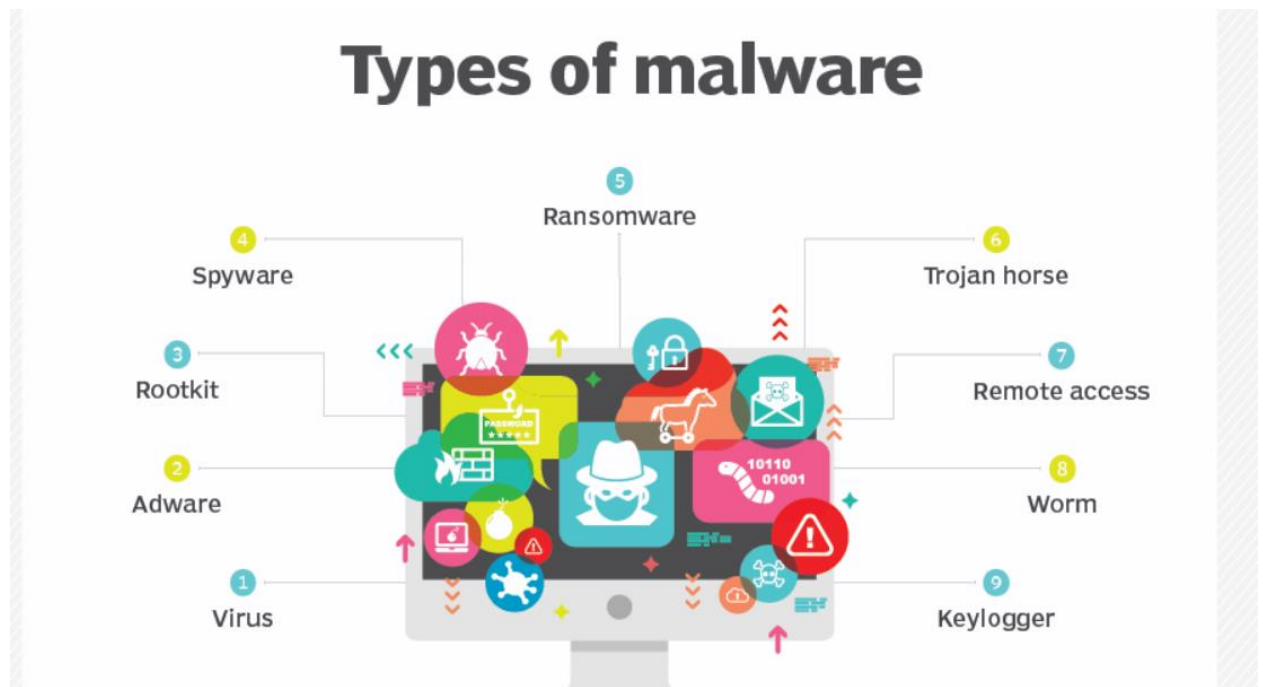 Types of malware
5
Ransomware
4
Spyware
6
Trojan horse
3
Rootkit
7
Remote access
PASSWORD
*****
2
Adware
10110
01001
8
Worm
1
Virus
9
Keylogger